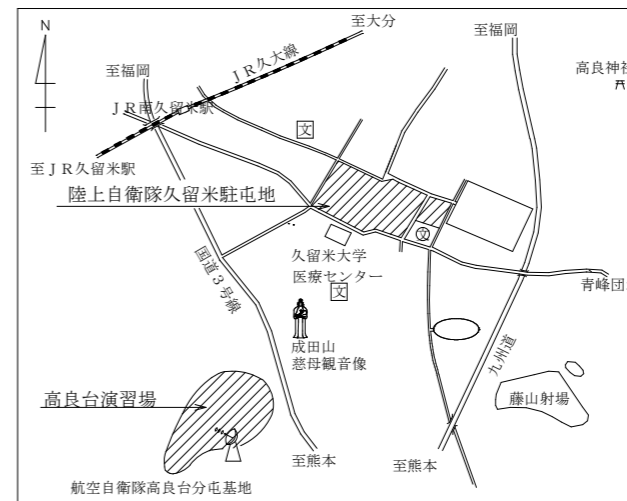 N
至大分
至福岡
高良神社
JR久大線
至福岡
JR南久留米駅
文
至JR久留米駅
陸上自衛隊久留米駐屯地
文
久留米大学
医療センター
文
青峰団
国道3号線
成田山
慈母観音像
九州道
高良台演習場
藤山射場
至熊本
至熊本
航空自衛隊高良台分屯基地